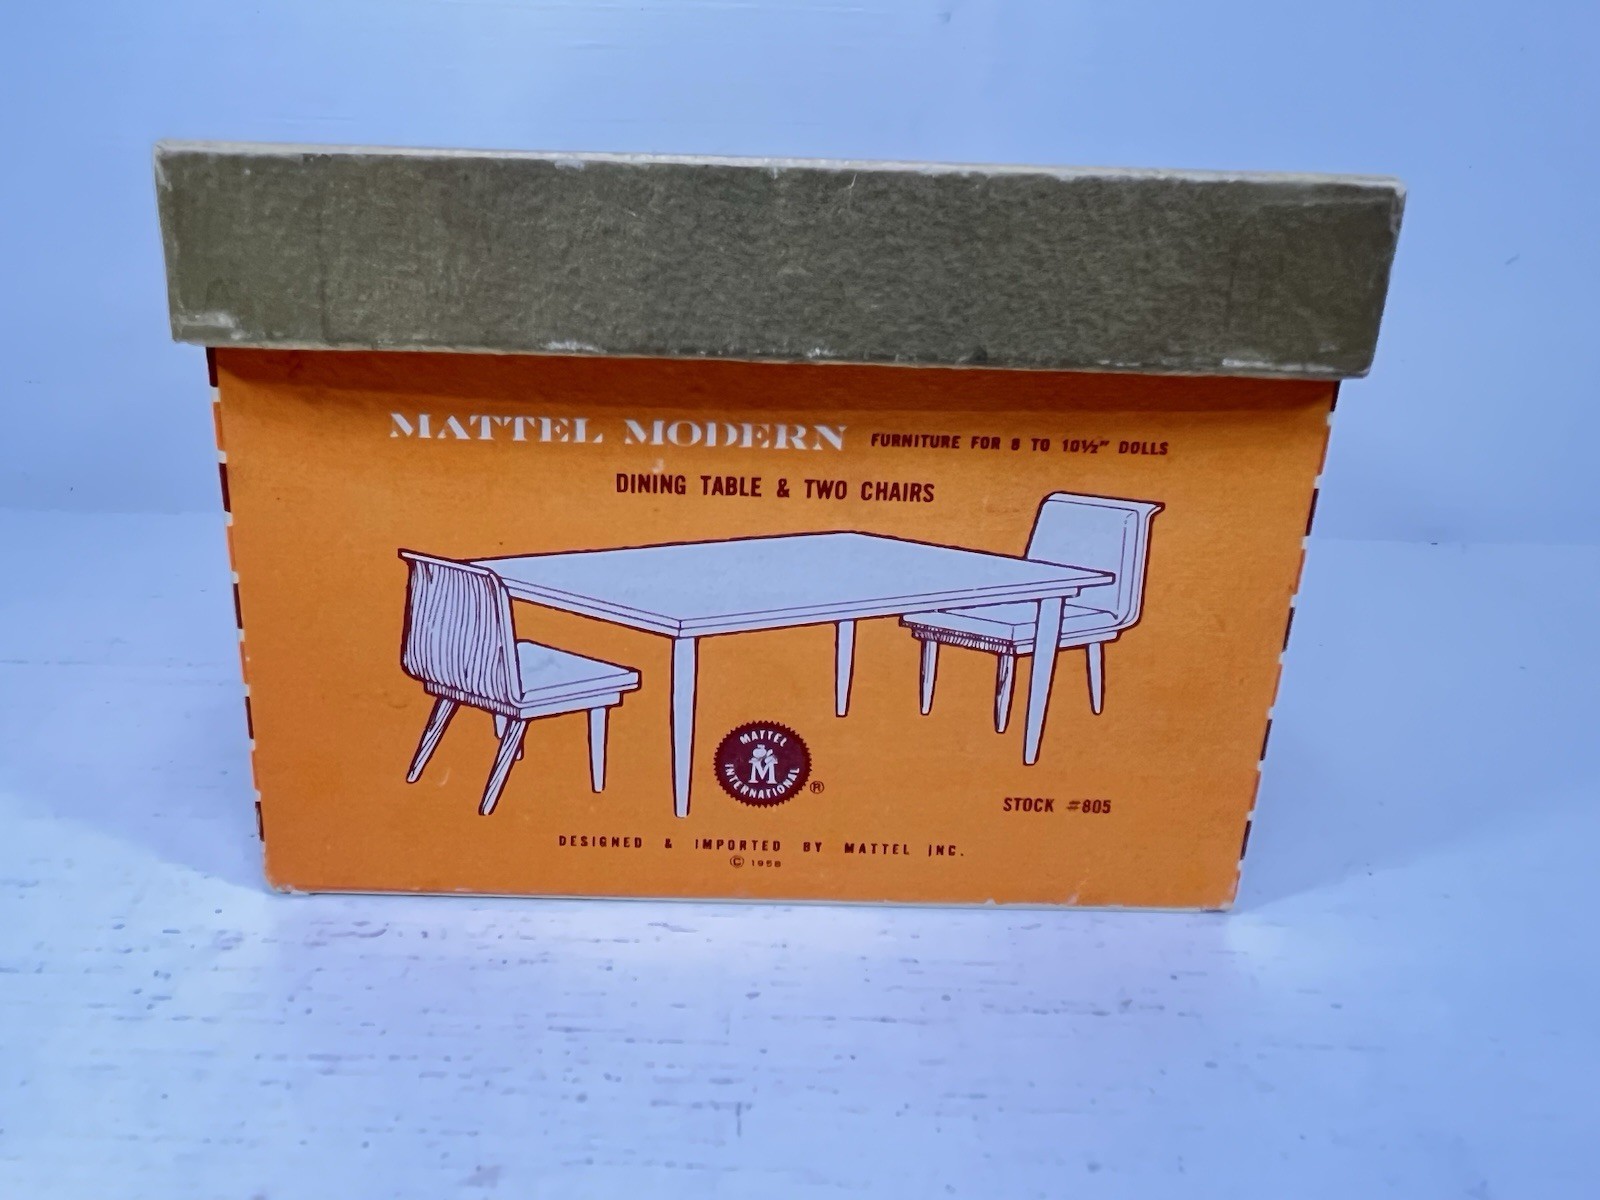 MATTEL MODERN FURNITURE FOR 8 TO 10½" DOLLS
DINING TABLE & TWO CHAIRS
MATTEL
M
INTERNATIONAL
®
STOCK #805
DESIGNED & IMPORTED BY MATTEL INC.
© 1958